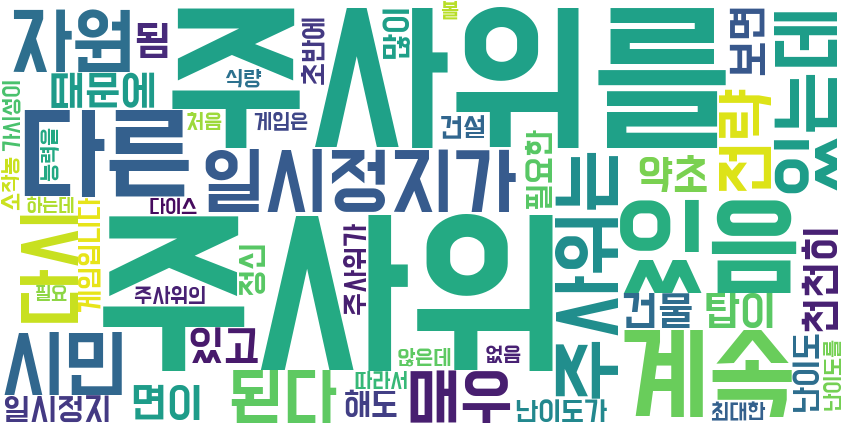 주사위를
주사위
다른
일시정지가
있음
계속
단시
시민
자원
됨
때문에
식량
초반에
많이
볼
보면
있는데
전략
처음
게임은
건설
필요한
약초
주사위는
소작농
가시성이
능력을
하는데
다이스
게임입니다
필요
주사위의
정신
주사위가
있고
건물
탑이
천천히
일시정지
면이
된다
않은데
없음
따라서
해도
매우
난이도가
최대한
난이도
난이도를